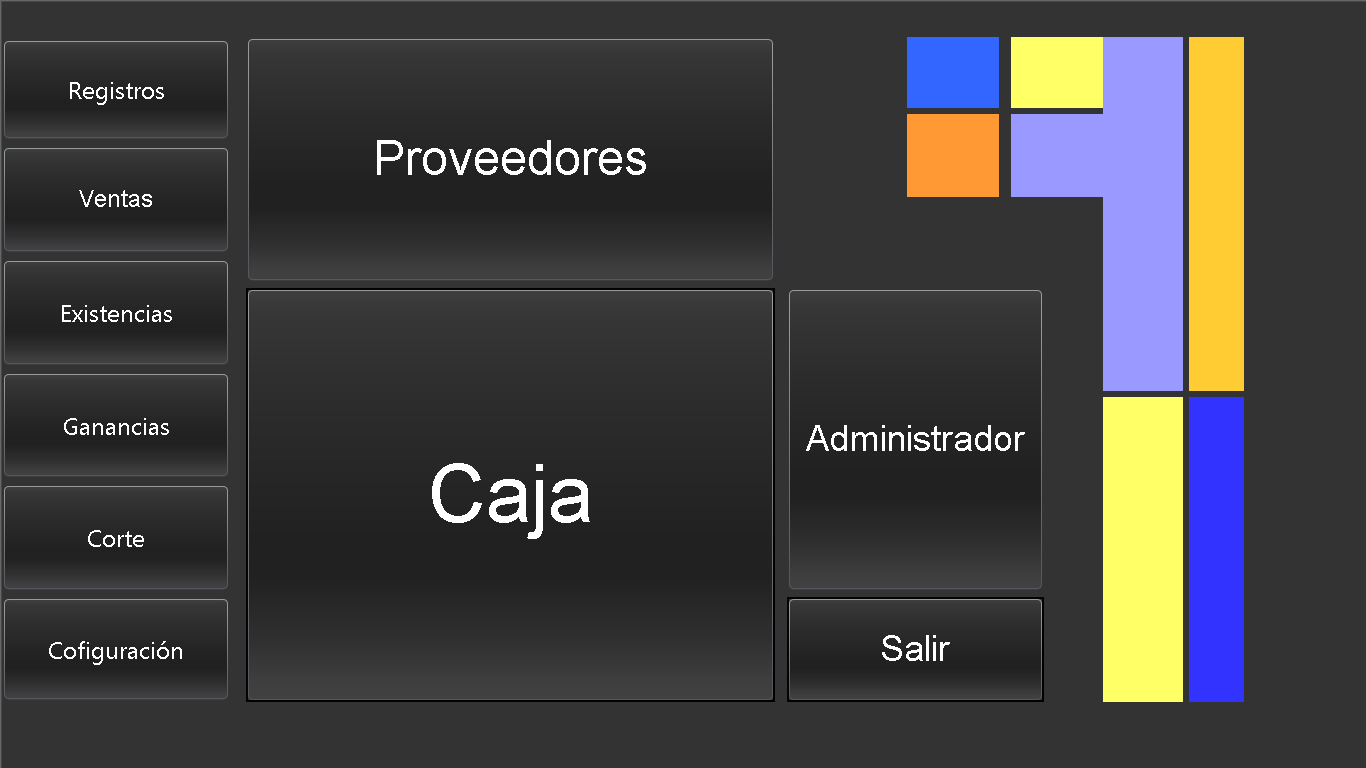 Registros
Ventas
Existencias
Ganancias
Corte
Cofiguración
Proveedores
Caja
Administrador
Salir